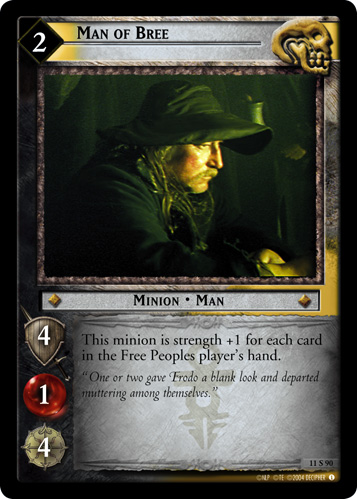 2
MAN OF BREE
MINION • MAN
4
This minion is strength +1 for each card
in the Free Peoples player's hand.
1
"One or two gave Frodo a blank look and departed
muttering among themselves."
4
11 S 90
©NLP ©TE ©2004 DECIPHER